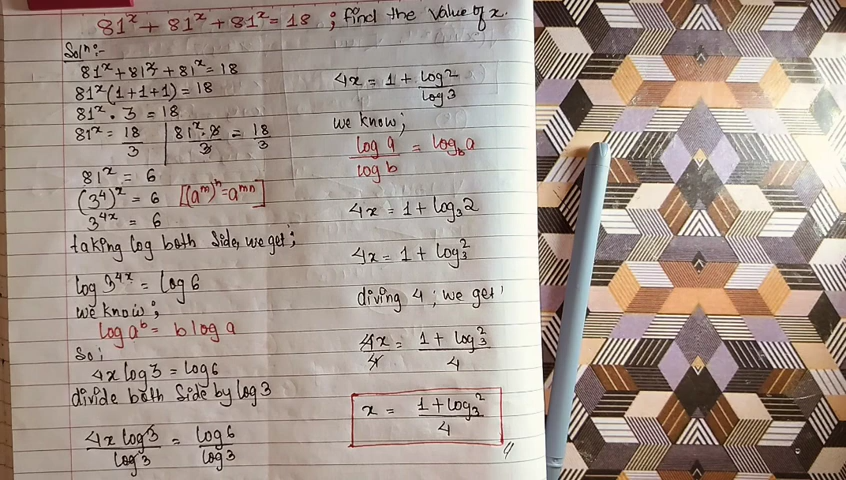 81^x + 81^x + 81^x = 18 ; find the value of x.
Solⁿ:-
81^x + 81^x + 81^x = 18
81^x (1+1+1) = 18
81^x · 3 = 18
81^x = 18/3 | 81^x · 3/3 = 18/3
81^x = 6
(3^4)^x = 6 [(a^m)^n = a^mn]
3^4x = 6
taking log both side, we get;
log 3^4x = log 6
we know;
log a^b = b log a
So;
4x log 3 = log 6
divide both side by log 3
4x log 3 / log 3 = log 6 / log 3
4x = 1 + log 2 / log 3
we know;
log a / log b = log_b a
4x = 1 + log_3 2
4x = 1 + log_3^2
diving 4 ; we get'
4x/4 = 1 + log_3^2 / 4
x = 1 + log_3^2 / 4